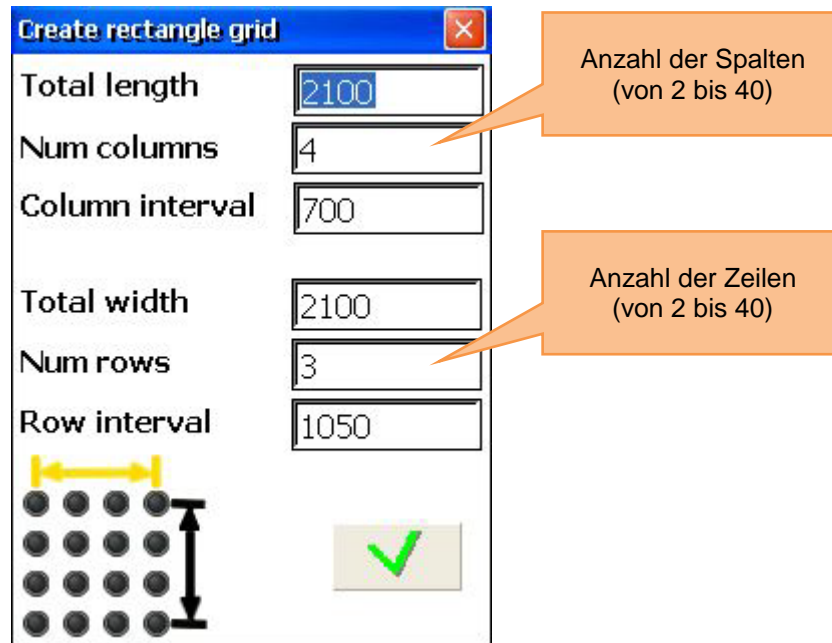 Create rectangle grid
Total length 2100
Num columns 4
Column interval 700
Total width 2100
Num rows 3
Row interval 1050
Anzahl der Spalten
(von 2 bis 40)
Anzahl der Zeilen
(von 2 bis 40)